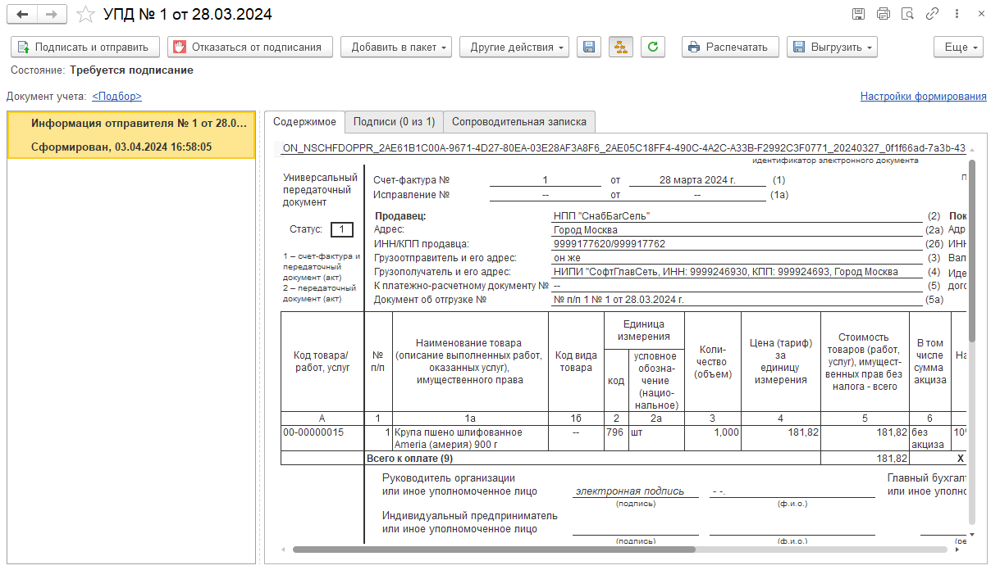 УПД № 1 от 28.03.2024
Подписать и отправить
Отказаться от подписания
Добавить в пакет
Другие действия
Распечатать
Выгрузить
Еще
Состояние: Требуется подписание
Документ учета: <Подбор>
Настройки формирования
Информация отправителя № 1 от 28.0...
Сформирован, 03.04.2024 16:58:05
Содержимое
Подписи (0 из 1)
Сопроводительная записка
ON_NSCHFDOPPR_2AE61B1C00A-9671-4D27-80EA-03E28AF3A8F6_2AE05C18FF4-490C-4A2C-A33B-F2992C3F0771_20240327_0f1f66ad-7a3b-43
идентификатор электронного документа
Универсальный
передаточный
документ
Статус: 1
1 – счет-фактура и
передаточный
документ (акт)
2 – передаточный
документ (акт)
Счет-фактура № 1 от 28 марта 2024 г. (1)
Исправление № -- от -- (1а)
Продавец: НПП "СнабБагСель" (2) Пок
Адрес: Город Москва (2а) Адр
ИНН/КПП продавца: 9999177620/999917762 (2б) ИНН
Грузоотправитель и его адрес: он же (3) Вал
Грузополучатель и его адрес: НИПИ "СофтГлавСеть, ИНН: 9999246930, КПП: 999924693, Город Москва (4) Иде
К платежно-расчетному документу № -- (5) дого
Документ об отгрузке № № п/п 1 № 1 от 28.03.2024 г. (5а)
Код товара/
работ, услуг
№
п/п
Наименование товара
(описание выполненных работ,
оказанных услуг),
имущественного права
Код вида
товара
Единица
измерения
код
условное
обозна-
чение
(нацио-
нальное)
Коли-
чество
(объем)
Цена (тариф)
за
единицу
измерения
Стоимость
товаров (работ,
услуг), имущест-
венных прав без
налога - всего
В том
числе
сумма
акциза
На
А 1 1а 1б 2 2а 3 4 5 6
00-00000015 1 Крупа пшено шлифованное -- 796 шт 1,000 181,82 181,82 без 10
Ameria (америя) 900 г акциза
Всего к оплате (9) 181,82 Х
Руководитель организации Главный бухгал
или иное уполномоченное лицо электронная подпись - -. или иное уполно
(подпись) (ф.и.о.)
Индивидуальный предприниматель
или иное уполномоченное лицо
(подпись) (ф.и.о.) (ре